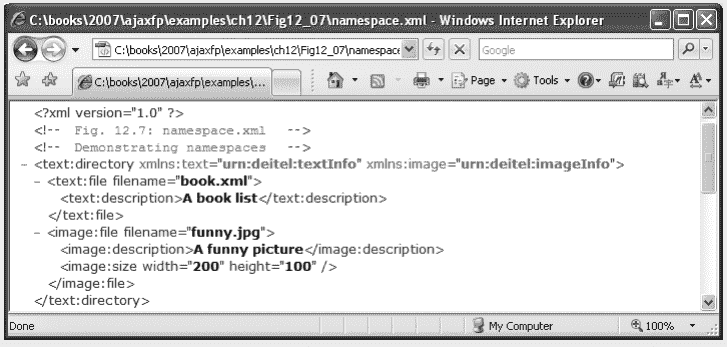 C:\books\2007\ajaxfp\examples\ch12\Fig12_07\namespace.xml - Windows Internet Explorer
C:\books\2007\ajaxfp\examples\ch12\Fig12_07\namespac
Google
C:\books\2007\ajaxfp\examples\...
Page
Tools
<?xml version="1.0" ?>
<!-- Fig. 12.7: namespace.xml -->
<!-- Demonstrating namespaces -->
- <text:directory xmlns:text="urn:deitel:textInfo" xmlns:image="urn:deitel:imageInfo">
- <text:file filename="book.xml">
<text:description>A book list</text:description>
</text:file>
- <image:file filename="funny.jpg">
<image:description>A funny picture</image:description>
<image:size width="200" height="100" />
</image:file>
</text:directory>
Done
My Computer
100%